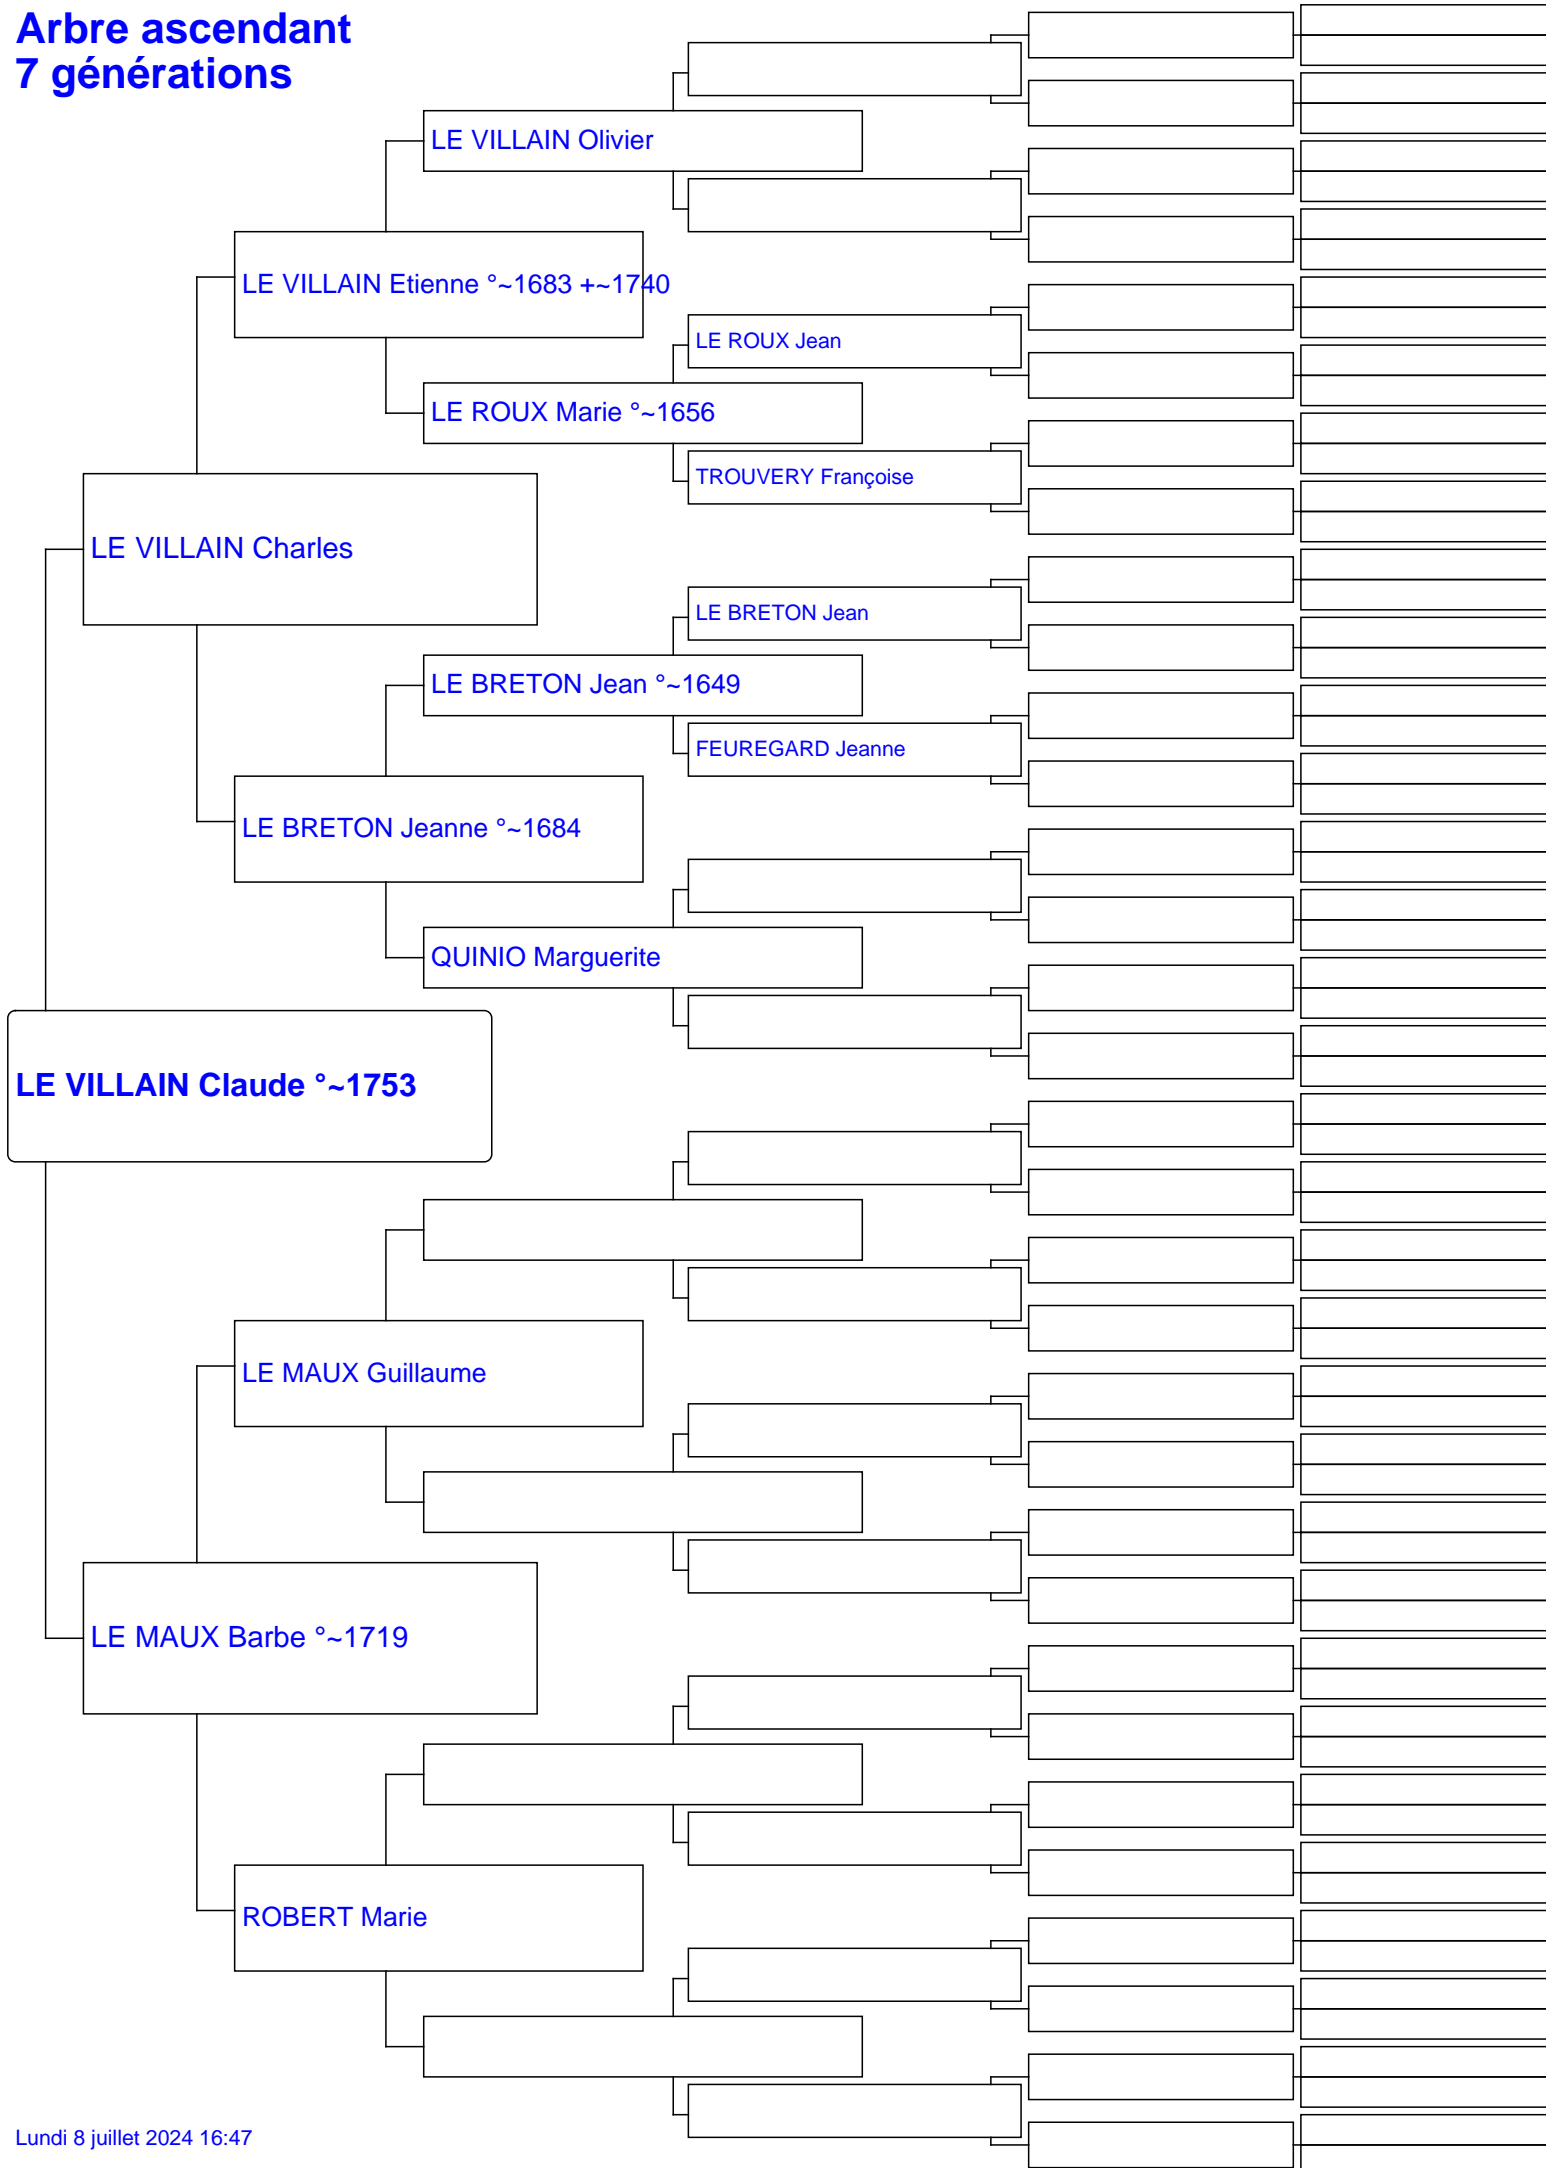 Arbre ascendant
7 générations
LE VILLAIN Olivier
LE VILLAIN Etienne °~1683 +~1740
LE ROUX Jean
LE ROUX Marie °~1656
TROUVERY Françoise
LE VILLAIN Charles
LE BRETON Jean
LE BRETON Jean °~1649
FEUREGARD Jeanne
LE BRETON Jeanne °~1684
QUINIO Marguerite
LE VILLAIN Claude °~1753
LE MAUX Guillaume
LE MAUX Barbe °~1719
ROBERT Marie
Lundi 8 juillet 2024 16:47